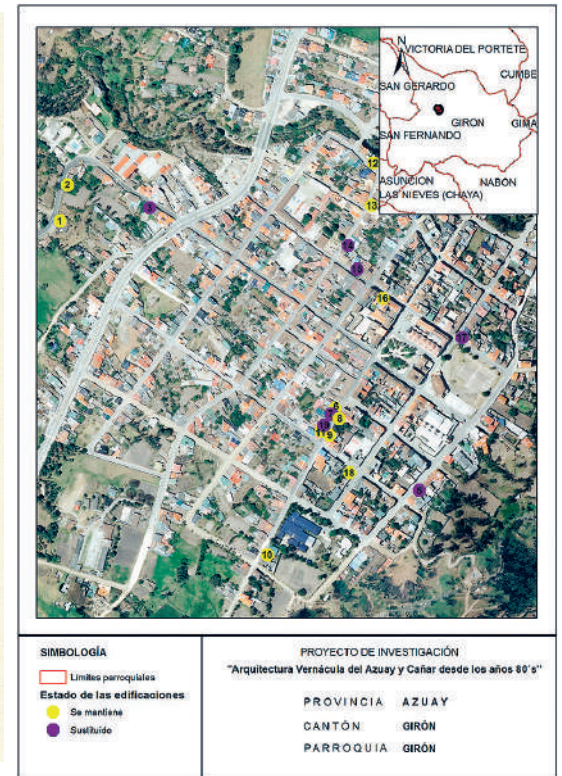 VICTORIA DEL PORTETE
CUMBE
SAN GERARDO
GIRON
GIMA
SAN FERNANDO
ASUNCION
NABON
LAS NIEVES (CHAYA)
12
2
13
3
1
14
15
16
17
6
7
8
9
11
18
5
10
SIMBOLOGÍA
Límites parroquiales
Estado de las edificaciones
Se mantiene
Sustituido
PROYECTO DE INVESTIGACIÓN
"Arquitectura Vernácula del Azuay y Cañar desde los años 80´s"
PROVINCIA AZUAY
CANTÓN GIRÓN
PARROQUIA GIRÓN